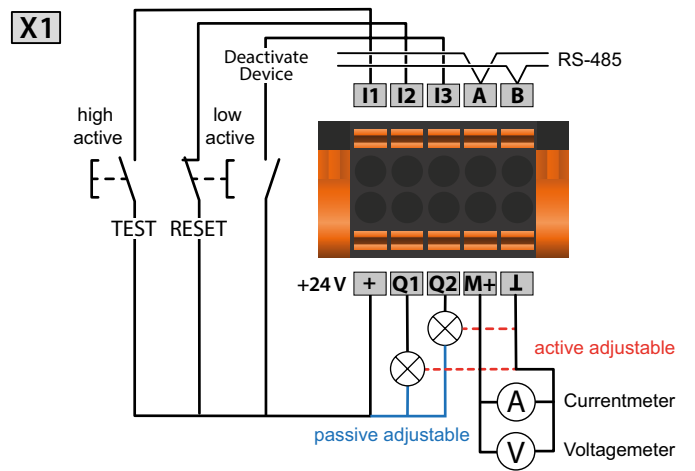 X1
Deactivate
Device
RS-485
I1 I2 I3 A B
high
active
low
active
TEST RESET
+24 V + Q1 Q2 M+ ⊥
active adjustable
passive adjustable
A Currentmeter
V Voltagemeter